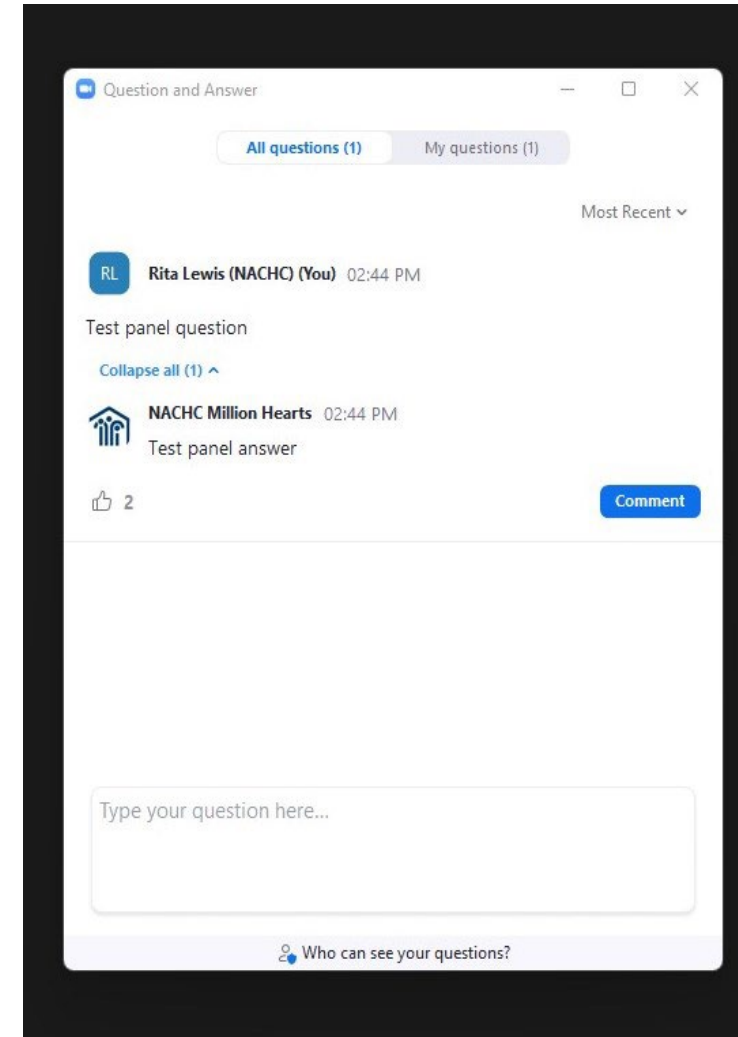 Question and Answer
All questions (1) My questions (1)
Most Recent
RL Rita Lewis (NACHC) (You) 02:44 PM
Test panel question
Collapse all (1)
NACHC Million Hearts 02:44 PM
Test panel answer
2 Comment
Type your question here...
Who can see your questions?